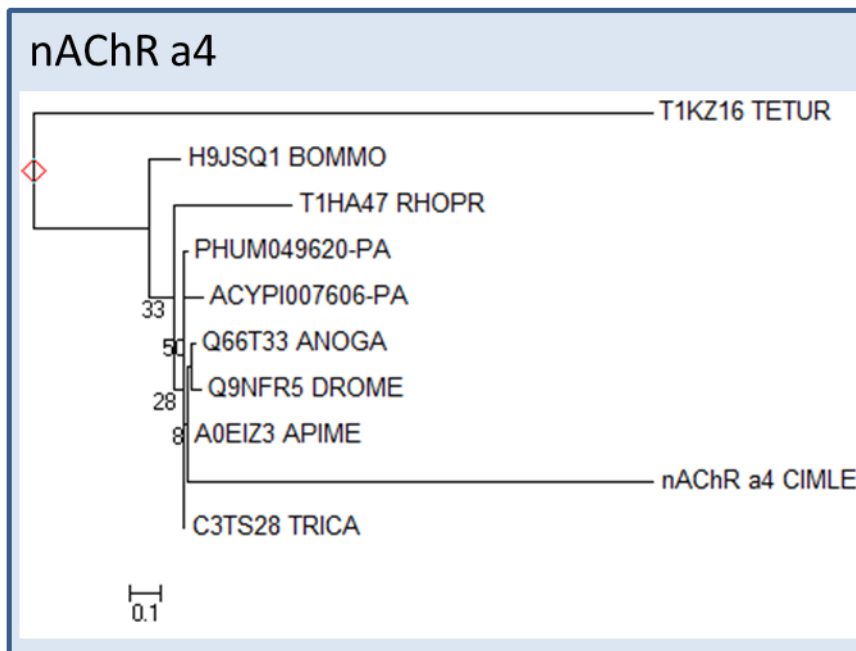 nAChR a4
T1KZ16 TETUR
H9JSQ1 BOMMO
T1HA47 RHOPR
PHUM049620-PA
ACYPI007606-PA
33
Q66T33 ANOGA
50
Q9NFR5 DROME
28
8
A0EIZ3 APIME
nAChR a4 CIMLE
C3TS28 TRICA
0.1